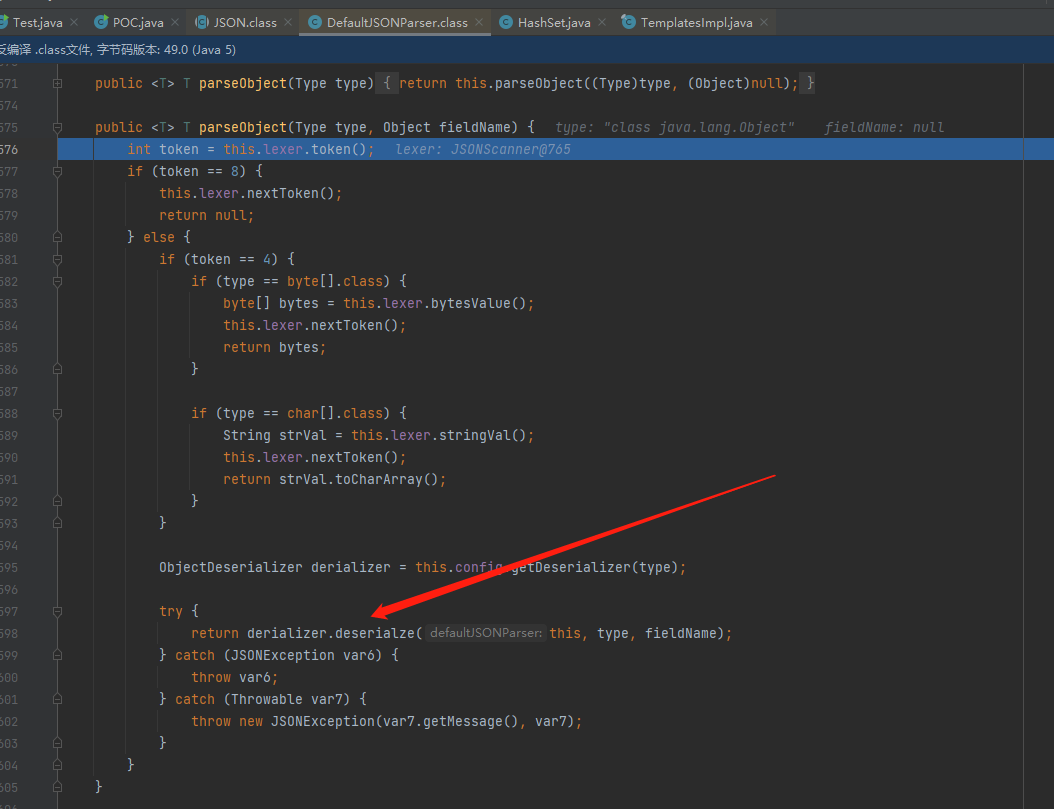 Test.java POC.java JSON.class DefaultJSONParser.class HashSet.java TemplatesImpl.java
反编译 .class文件, 字节码版本: 49.0 (Java 5)
571 public <T> T parseObject(Type type) { return this.parseObject((Type)type, (Object)null); }
574
575 public <T> T parseObject(Type type, Object fieldName) { type: "class java.lang.Object" fieldName: null
576 int token = this.lexer.token(); lexer: JSONScanner@765
577 if (token == 8) {
578 this.lexer.nextToken();
579 return null;
580 } else {
581 if (token == 4) {
582 if (type == byte[].class) {
583 byte[] bytes = this.lexer.bytesValue();
584 this.lexer.nextToken();
585 return bytes;
586 }
587
588 if (type == char[].class) {
589 String strVal = this.lexer.stringVal();
590 this.lexer.nextToken();
591 return strVal.toCharArray();
592 }
593 }
594
595 ObjectDeserializer derializer = this.config.getDeserializer(type);
596
597 try {
598 return derializer.deserialze( defaultJSONParser: this, type, fieldName);
599 } catch (JSONException var6) {
600 throw var6;
601 } catch (Throwable var7) {
602 throw new JSONException(var7.getMessage(), var7);
603 }
604 }
605 }